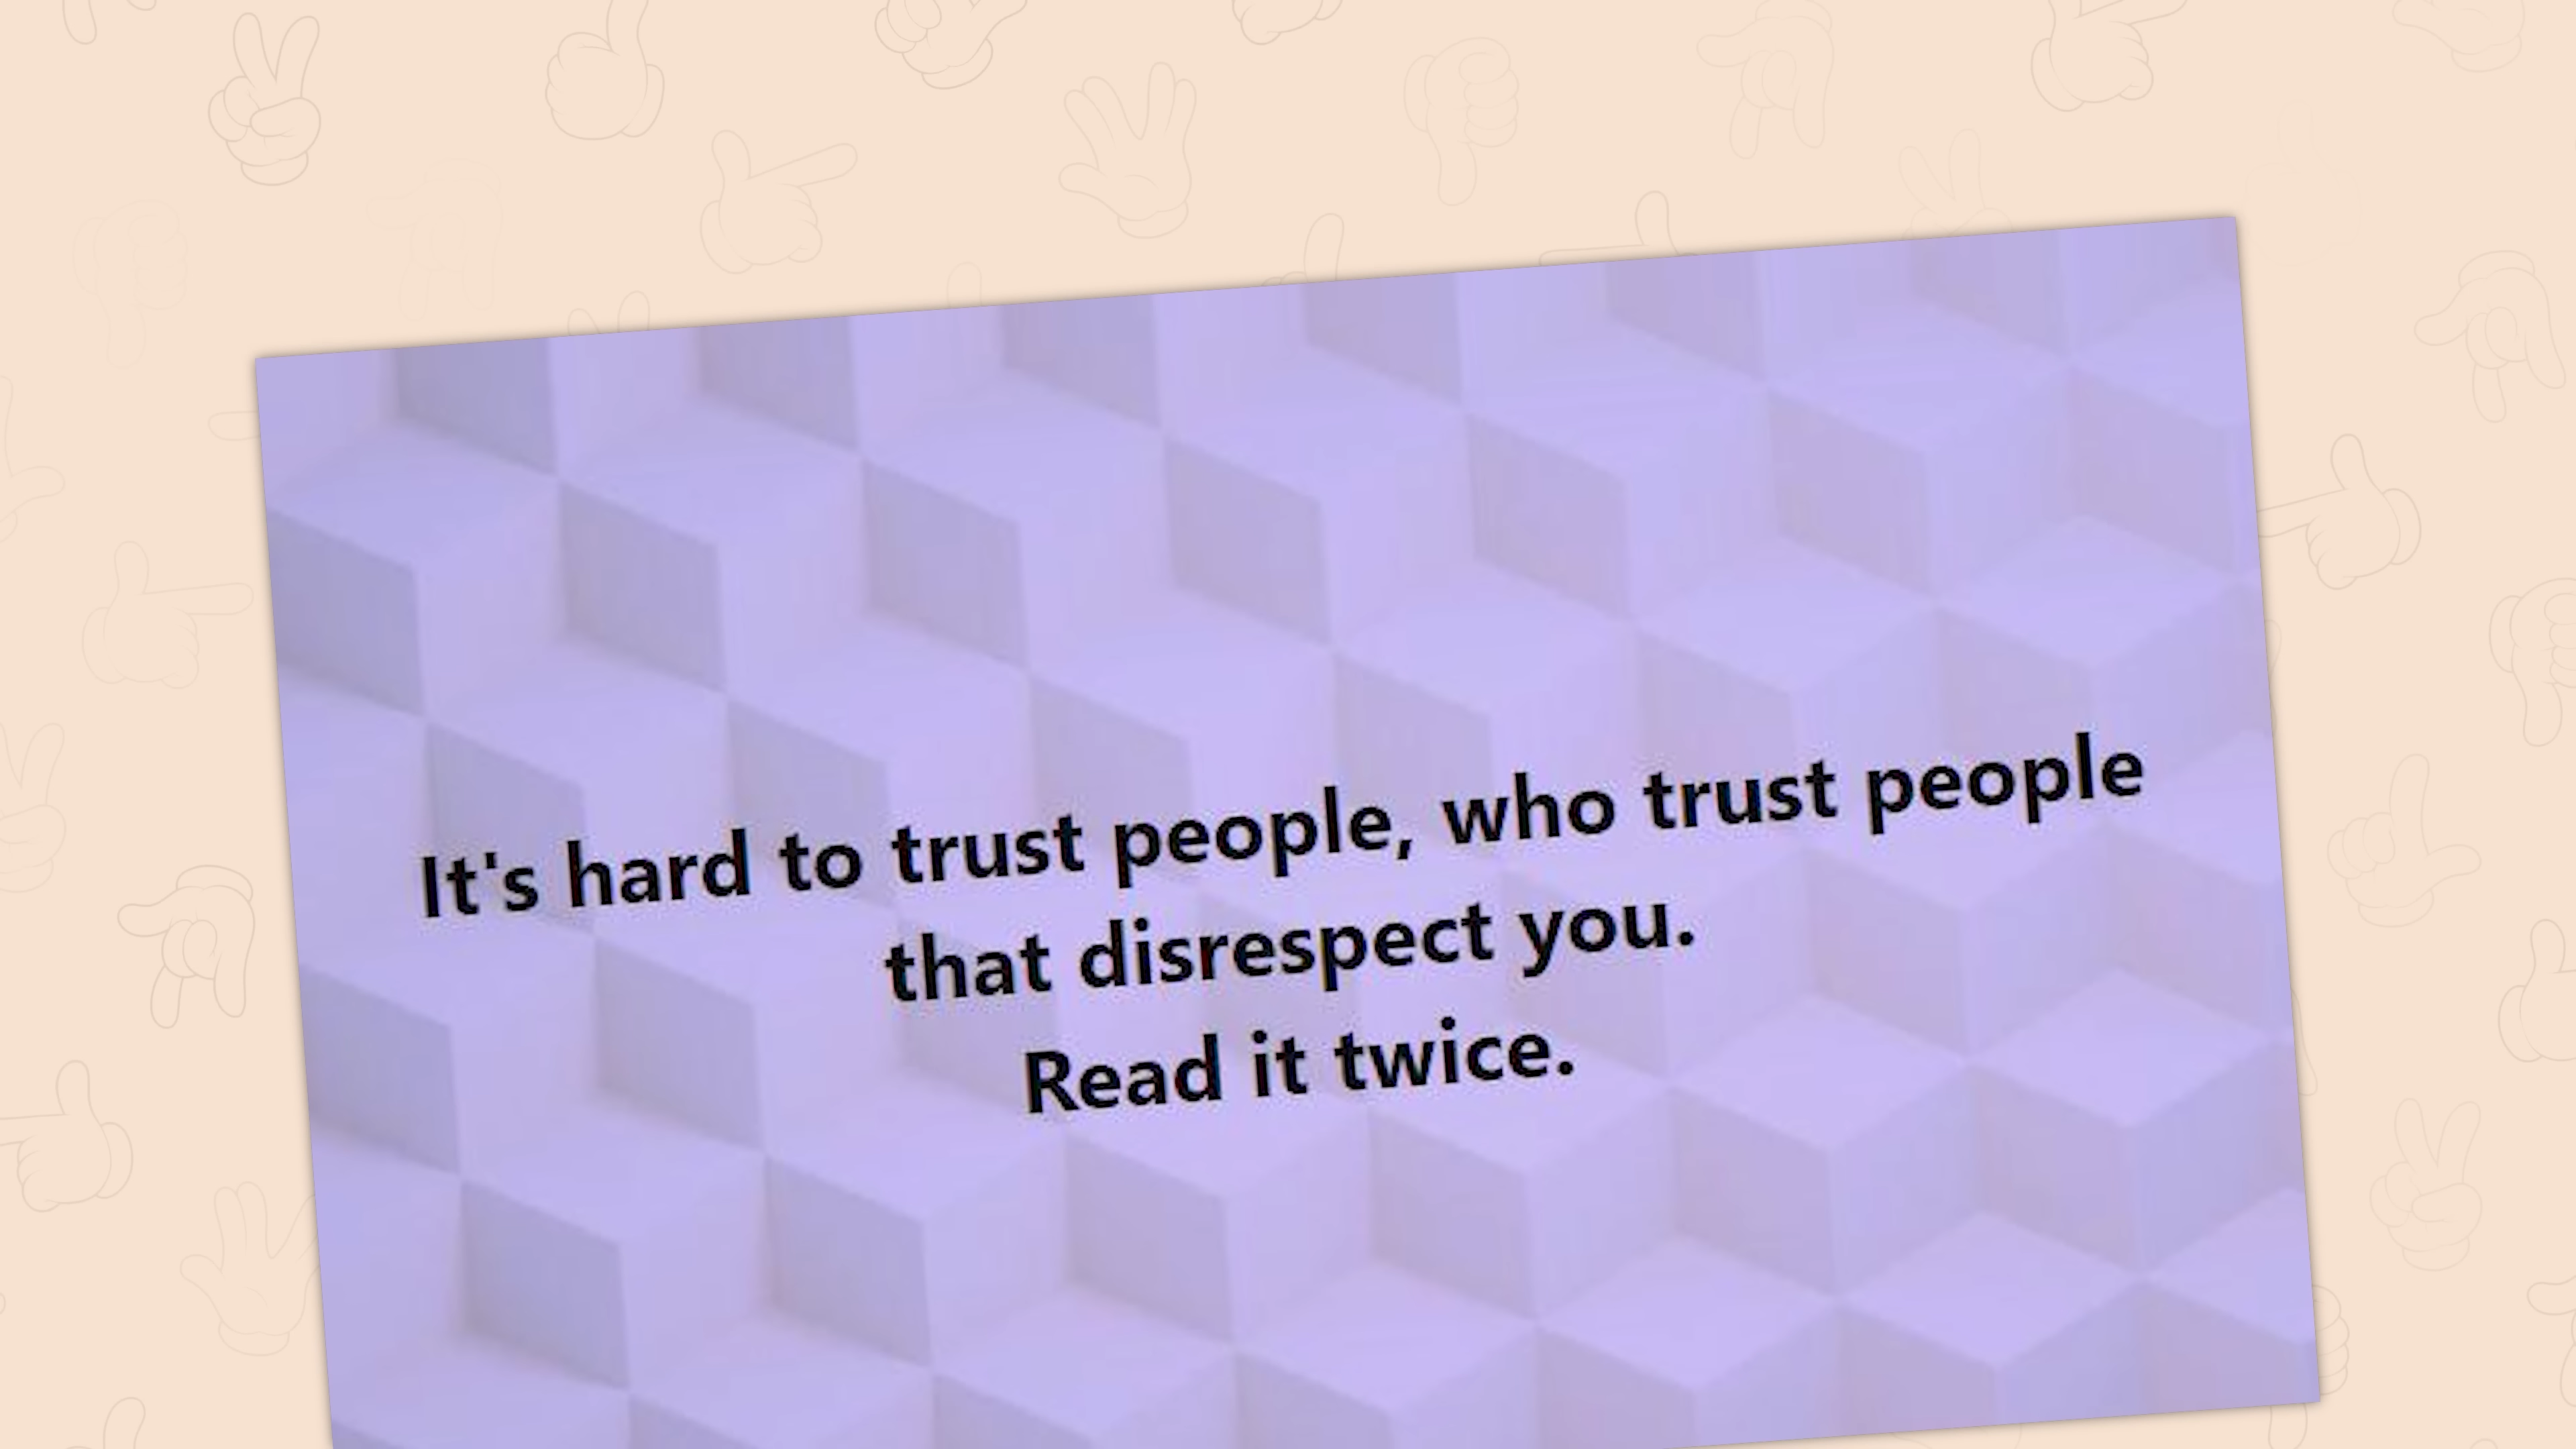 It's hard to trust people, who trust people
that disrespect you.
Read it twice.